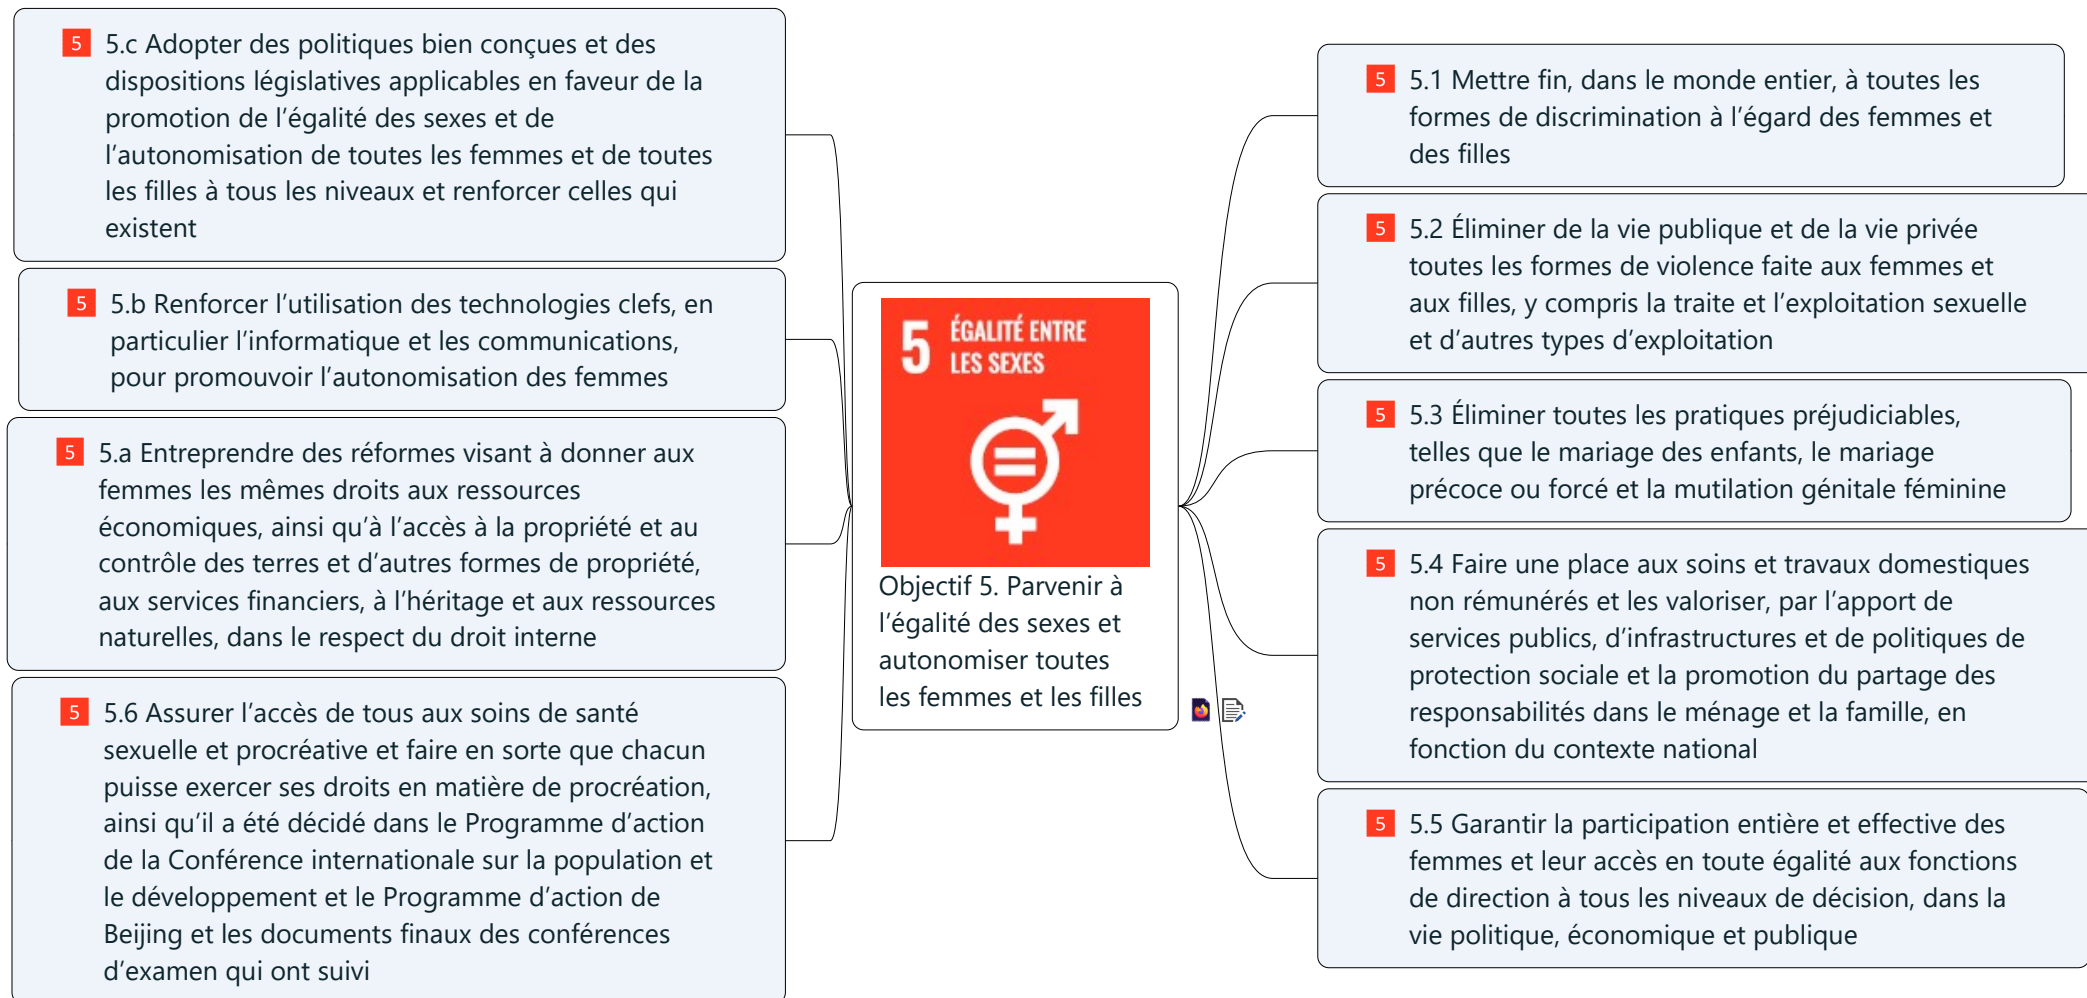 5 5.c Adopter des politiques bien conçues et des
dispositions législatives applicables en faveur de la
promotion de l’égalité des sexes et de
l’autonomisation de toutes les femmes et de toutes
les filles à tous les niveaux et renforcer celles qui
existent
5 5.b Renforcer l’utilisation des technologies clefs, en
particulier l’informatique et les communications,
pour promouvoir l’autonomisation des femmes
5 5.a Entreprendre des réformes visant à donner aux
femmes les mêmes droits aux ressources
économiques, ainsi qu’à l’accès à la propriété et au
contrôle des terres et d’autres formes de propriété,
aux services financiers, à l’héritage et aux ressources
naturelles, dans le respect du droit interne
5 5.6 Assurer l’accès de tous aux soins de santé
sexuelle et procréative et faire en sorte que chacun
puisse exercer ses droits en matière de procréation,
ainsi qu’il a été décidé dans le Programme d’action
de la Conférence internationale sur la population et
le développement et le Programme d’action de
Beijing et les documents finaux des conférences
d’examen qui ont suivi
5 ÉGALITÉ ENTRE
LES SEXES
Objectif 5. Parvenir à
l’égalité des sexes et
autonomiser toutes
les femmes et les filles
5 5.1 Mettre fin, dans le monde entier, à toutes les
formes de discrimination à l’égard des femmes et
des filles
5 5.2 Éliminer de la vie publique et de la vie privée
toutes les formes de violence faite aux femmes et
aux filles, y compris la traite et l’exploitation sexuelle
et d’autres types d’exploitation
5 5.3 Éliminer toutes les pratiques préjudiciables,
telles que le mariage des enfants, le mariage
précoce ou forcé et la mutilation génitale féminine
5 5.4 Faire une place aux soins et travaux domestiques
non rémunérés et les valoriser, par l’apport de
services publics, d’infrastructures et de politiques de
protection sociale et la promotion du partage des
responsabilités dans le ménage et la famille, en
fonction du contexte national
5 5.5 Garantir la participation entière et effective des
femmes et leur accès en toute égalité aux fonctions
de direction à tous les niveaux de décision, dans la
vie politique, économique et publique